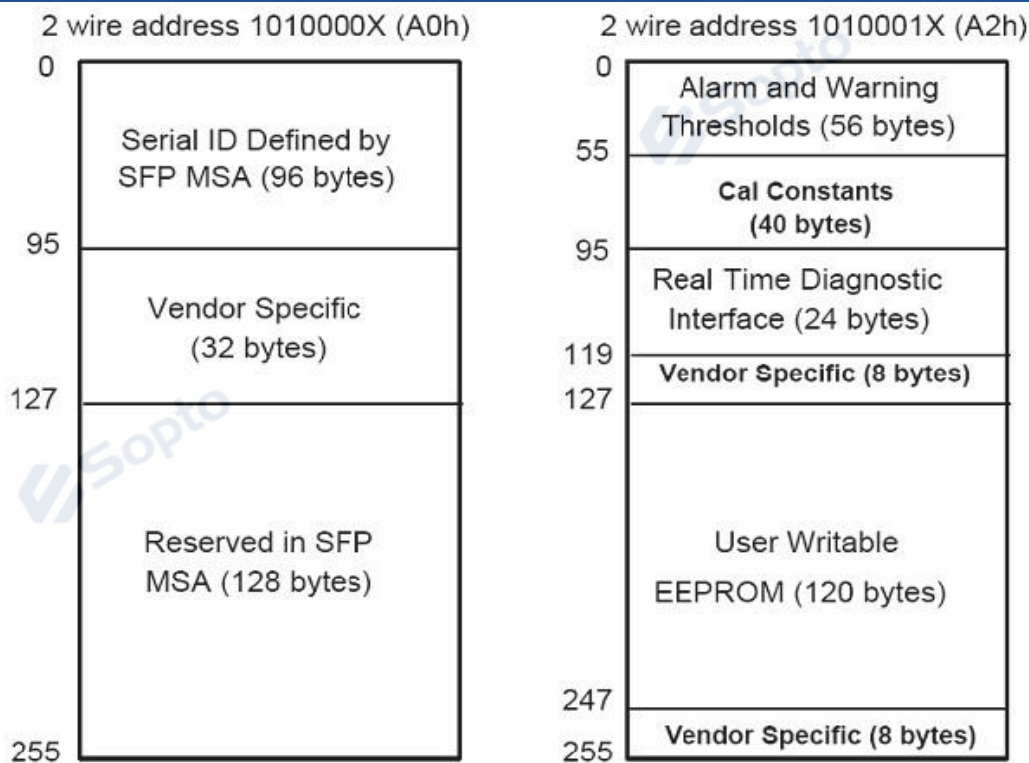 2 wire address 1010000X (A0h)
0
Serial ID Defined by
SFP MSA (96 bytes)
95
Vendor Specific
(32 bytes)
127
Reserved in SFP
MSA (128 bytes)
255
Sopto
2 wire address 1010001X (A2h)
0
Alarm and Warning
Thresholds (56 bytes)
55
Cal Constants
(40 bytes)
95
Real Time Diagnostic
Interface (24 bytes)
119
Vendor Specific (8 bytes)
127
User Writable
EEPROM (120 bytes)
247
Vendor Specific (8 bytes)
255
Sopto